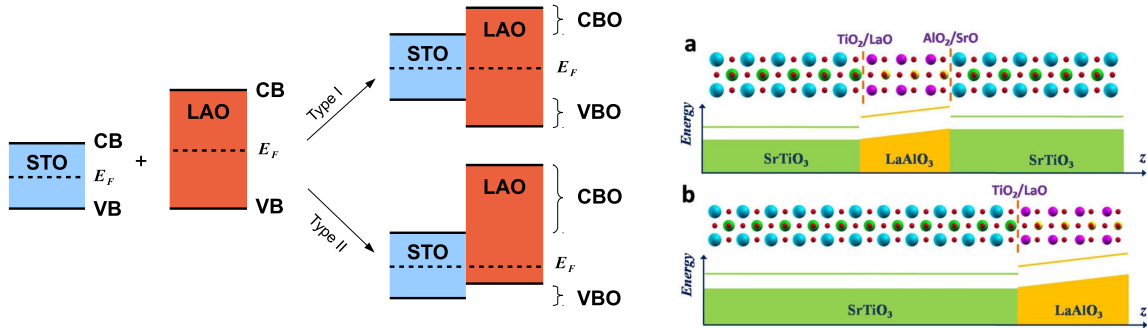 STO
CB
E_F
VB
+
LAO
CB
E_F
VB
Type I
Type II
STO
LAO
CBO
E_F
VBO
STO
LAO
CBO
E_F
VBO
a
TiO₂/LaO
AlO₂/SrO
Energy
SrTiO₃
LaAlO₃
SrTiO₃
z
b
TiO₂/LaO
Energy
SrTiO₃
LaAlO₃
z